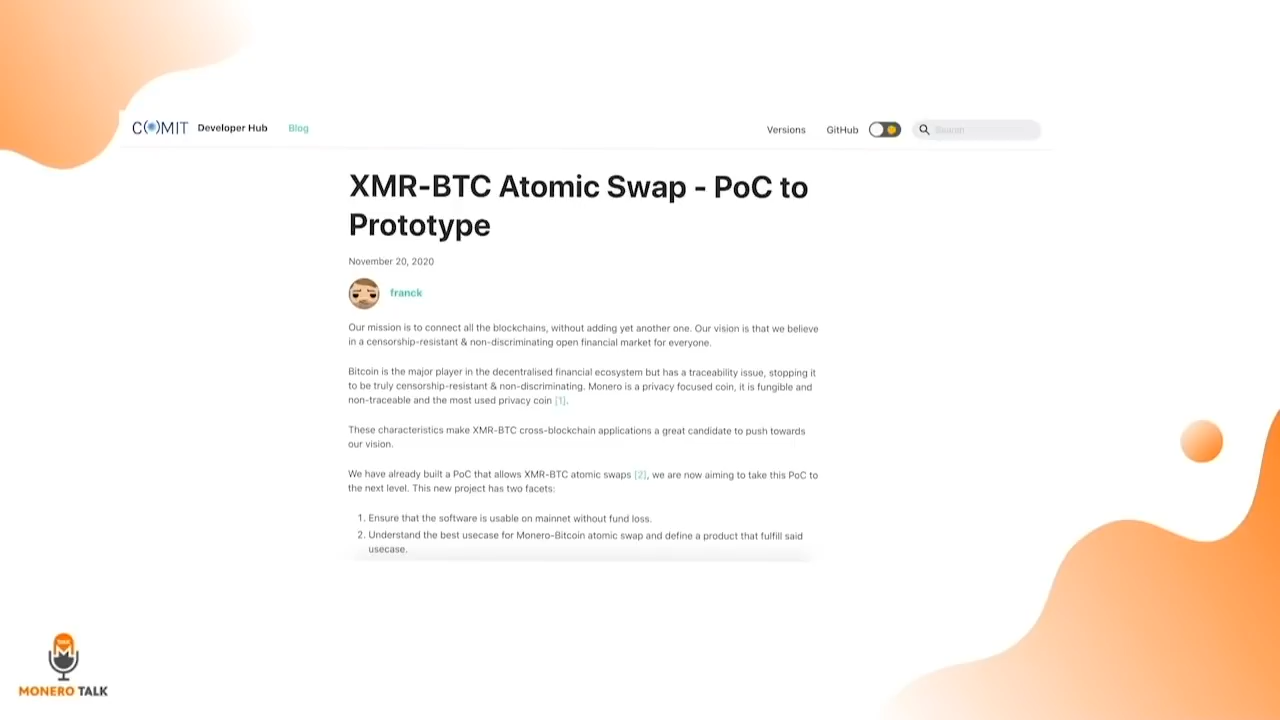 C(O)MIT Developer Hub Blog Versions GitHub Search
XMR-BTC Atomic Swap - PoC to
Prototype
November 20, 2020
franck
Our mission is to connect all the blockchains, without adding yet another one. Our vision is that we believe
in a censorship-resistant & non-discriminating open financial market for everyone.
Bitcoin is the major player in the decentralised financial ecosystem but has a traceability issue, stopping it
to be truly censorship-resistant & non-discriminating. Monero is a privacy focused coin, it is fungible and
non-traceable and the most used privacy coin [1].
These characteristics make XMR-BTC cross-blockchain applications a great candidate to push towards
our vision.
We have already built a PoC that allows XMR-BTC atomic swaps [2], we are now aiming to take this PoC to
the next level. This new project has two facets:
1. Ensure that the software is usable on mainnet without fund loss.
2. Understand the best usecase for Monero-Bitcoin atomic swap and define a product that fulfill said
usecase.
MONERO TALK